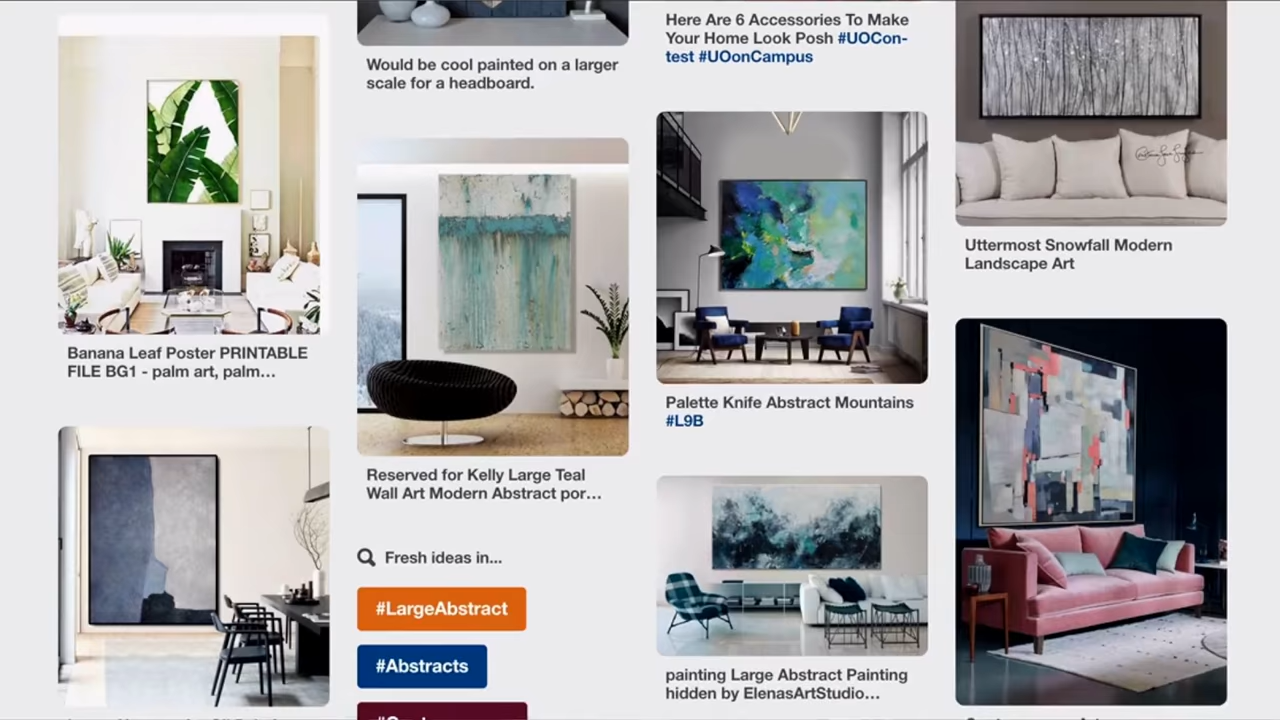 Banana Leaf Poster PRINTABLE
FILE BG1 - palm art, palm…
Would be cool painted on a larger
scale for a headboard.
Reserved for Kelly Large Teal
Wall Art Modern Abstract por…
Fresh ideas in...
#LargeAbstract
#Abstracts
Here Are 6 Accessories To Make
Your Home Look Posh #UOCon-
test #UOonCampus
Palette Knife Abstract Mountains
#L9B
painting Large Abstract Painting
hidden by ElenasArtStudio…
Uttermost Snowfall Modern
Landscape Art